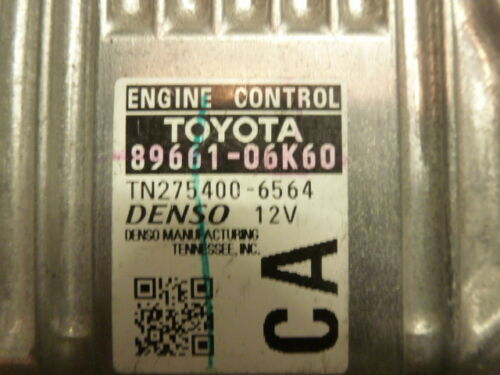 ENGINE CONTROL
TOYOTA
89661-06K60
TN275400-6564
DENSO 12V
DENSO MANUFACTURING
TENNESSEE, INC.
CA